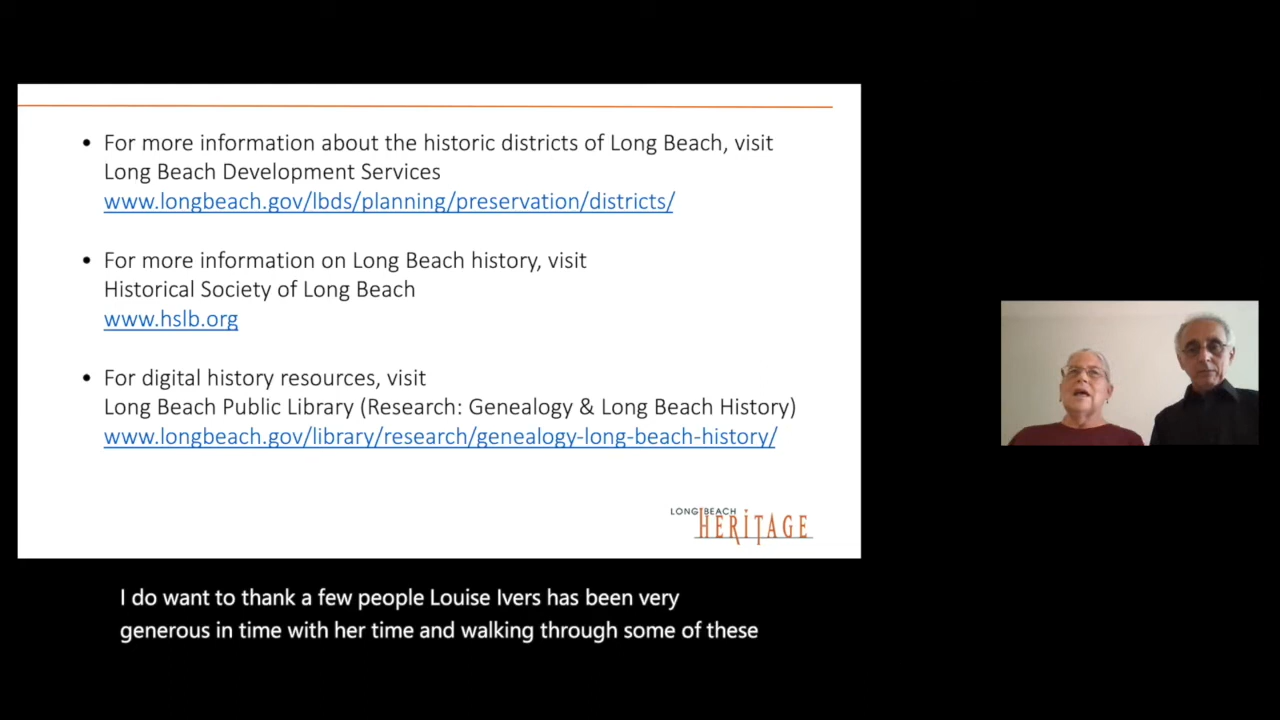 • For more information about the historic districts of Long Beach, visit
Long Beach Development Services
www.longbeach.gov/lbds/planning/preservation/districts/
• For more information on Long Beach history, visit
Historical Society of Long Beach
www.hslb.org
• For digital history resources, visit
Long Beach Public Library (Research: Genealogy & Long Beach History)
www.longbeach.gov/library/research/genealogy-long-beach-history/
LONG BEACH
HERITAGE
I do want to thank a few people Louise Ivers has been very
generous in time with her time and walking through some of these